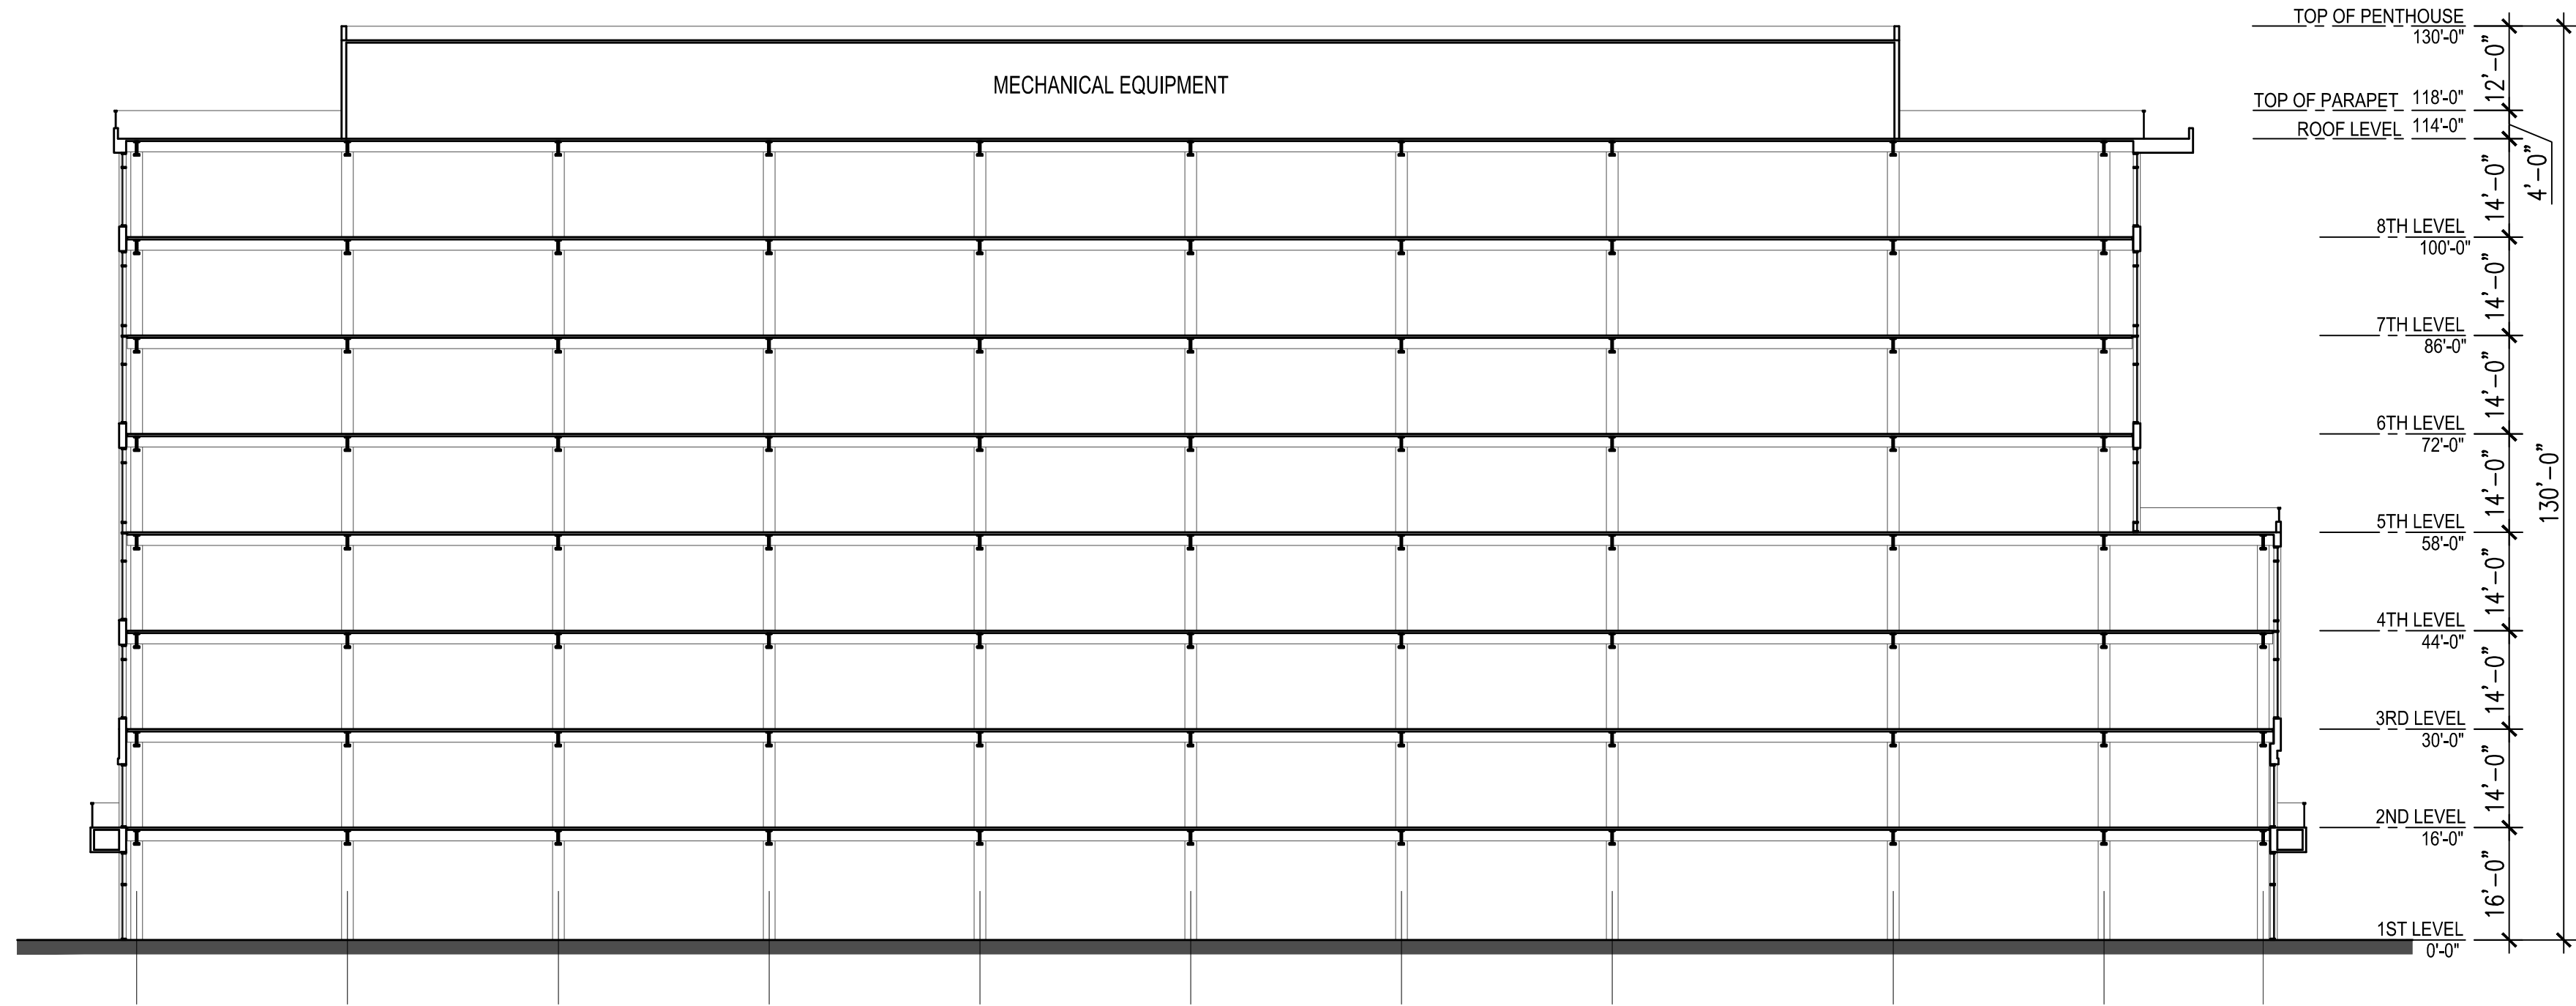 TOP OF PENTHOUSE
130'-0"
12'-0"
MECHANICAL EQUIPMENT
TOP OF PARAPET 118'-0"
ROOF LEVEL 114'-0"
4'-0"
14'-0"
8TH LEVEL
100'-0"
14'-0"
7TH LEVEL
86'-0"
14'-0"
6TH LEVEL
72'-0"
14'-0"
130'-0"
5TH LEVEL
58'-0"
14'-0"
4TH LEVEL
44'-0"
14'-0"
3RD LEVEL
30'-0"
14'-0"
2ND LEVEL
16'-0"
16'-0"
1ST LEVEL
0'-0"